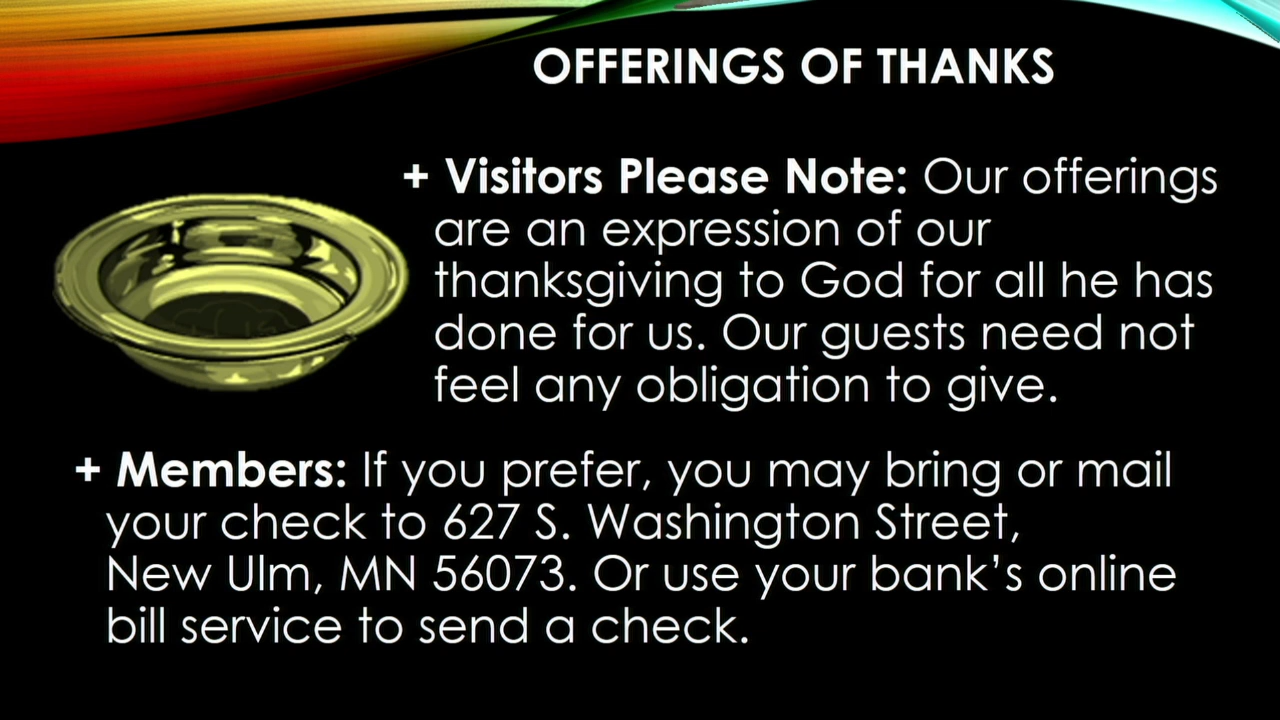 OFFERINGS OF THANKS
+ Visitors Please Note: Our offerings
are an expression of our
thanksgiving to God for all he has
done for us. Our guests need not
feel any obligation to give.
+ Members: If you prefer, you may bring or mail
your check to 627 S. Washington Street,
New Ulm, MN 56073. Or use your bank’s online
bill service to send a check.